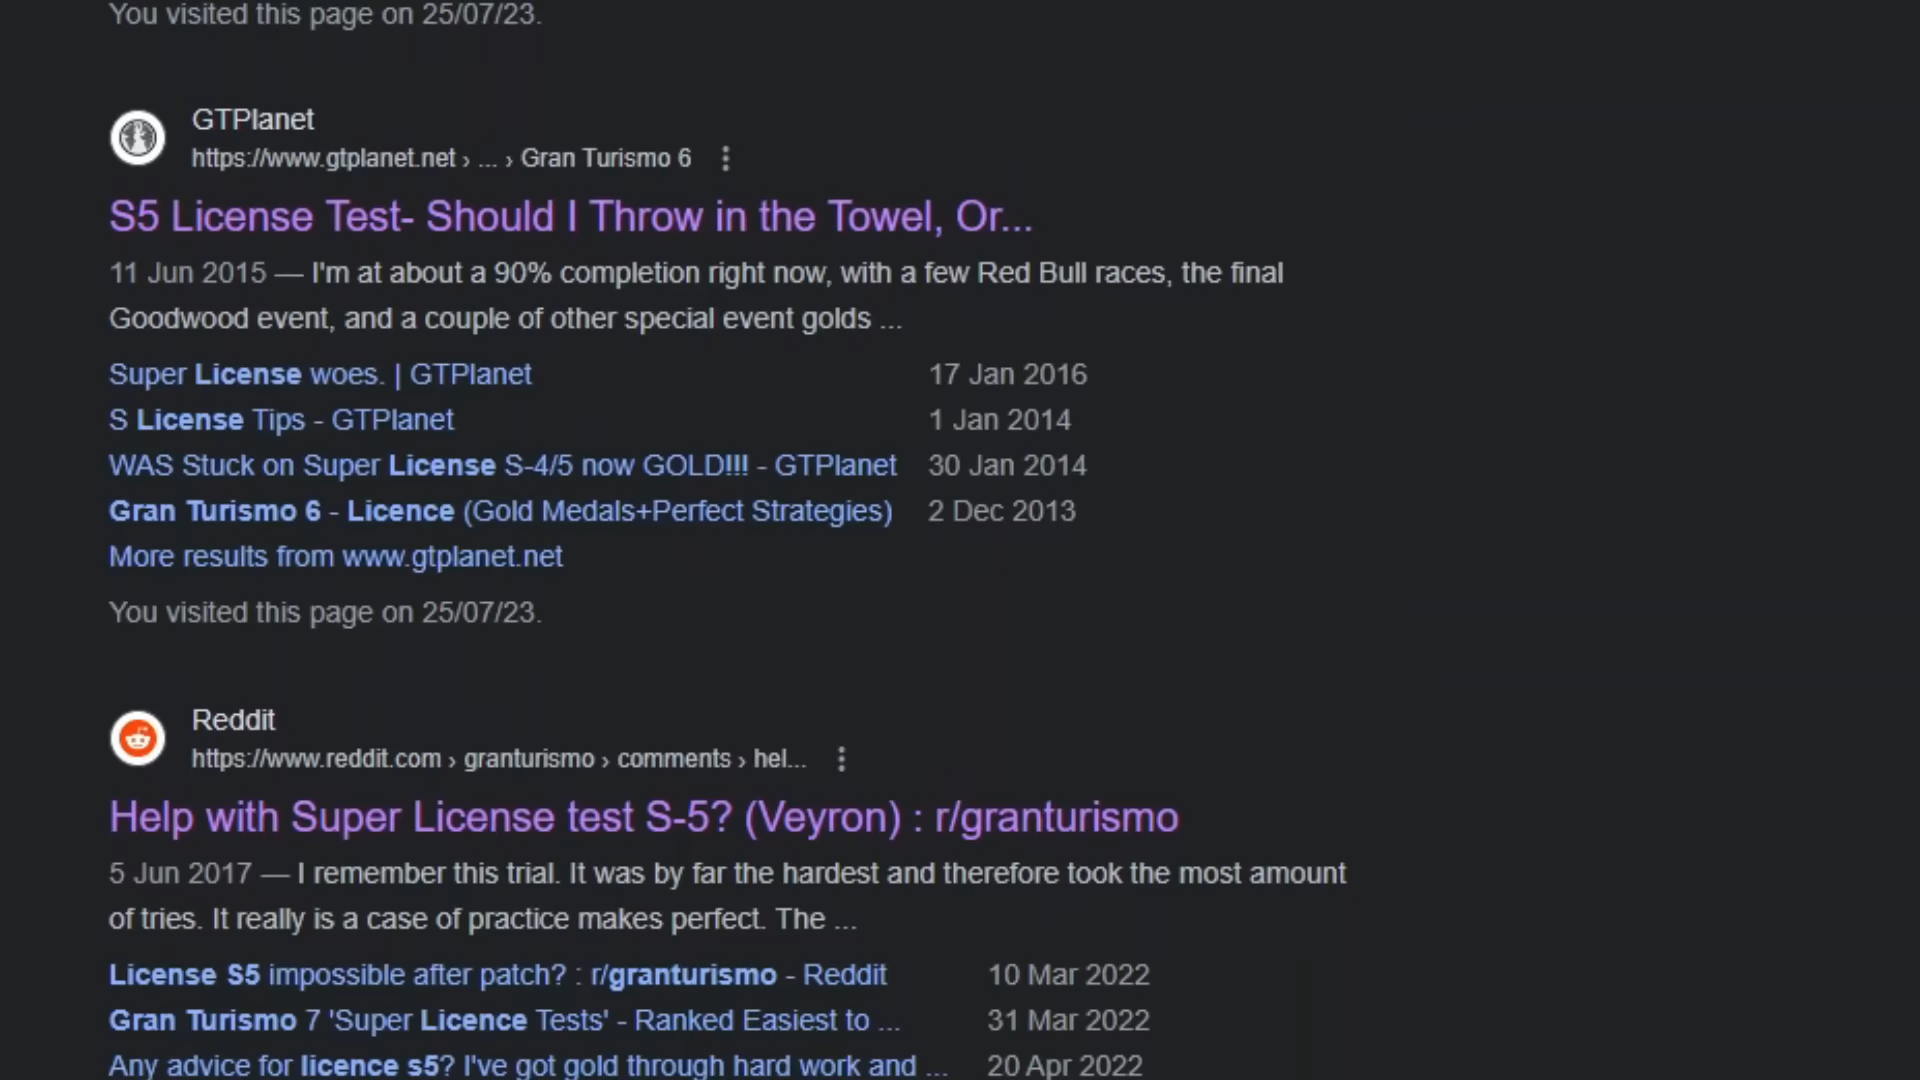 You visited this page on 25/07/23.
GTPlanet
https://www.gtplanet.net › ... › Gran Turismo 6
S5 License Test- Should I Throw in the Towel, Or...
11 Jun 2015 — I'm at about a 90% completion right now, with a few Red Bull races, the final
Goodwood event, and a couple of other special event golds ...
Super License woes. | GTPlanet 17 Jan 2016
S License Tips - GTPlanet 1 Jan 2014
WAS Stuck on Super License S-4/5 now GOLD!!! - GTPlanet 30 Jan 2014
Gran Turismo 6 - Licence (Gold Medals+Perfect Strategies) 2 Dec 2013
More results from www.gtplanet.net
You visited this page on 25/07/23.
Reddit
https://www.reddit.com › granturismo › comments › hel...
Help with Super License test S-5? (Veyron) : r/granturismo
5 Jun 2017 — I remember this trial. It was by far the hardest and therefore took the most amount
of tries. It really is a case of practice makes perfect. The ...
License S5 impossible after patch? : r/granturismo - Reddit 10 Mar 2022
Gran Turismo 7 'Super Licence Tests' - Ranked Easiest to ... 31 Mar 2022
Any advice for licence s5? I've got gold through hard work and ... 20 Apr 2022